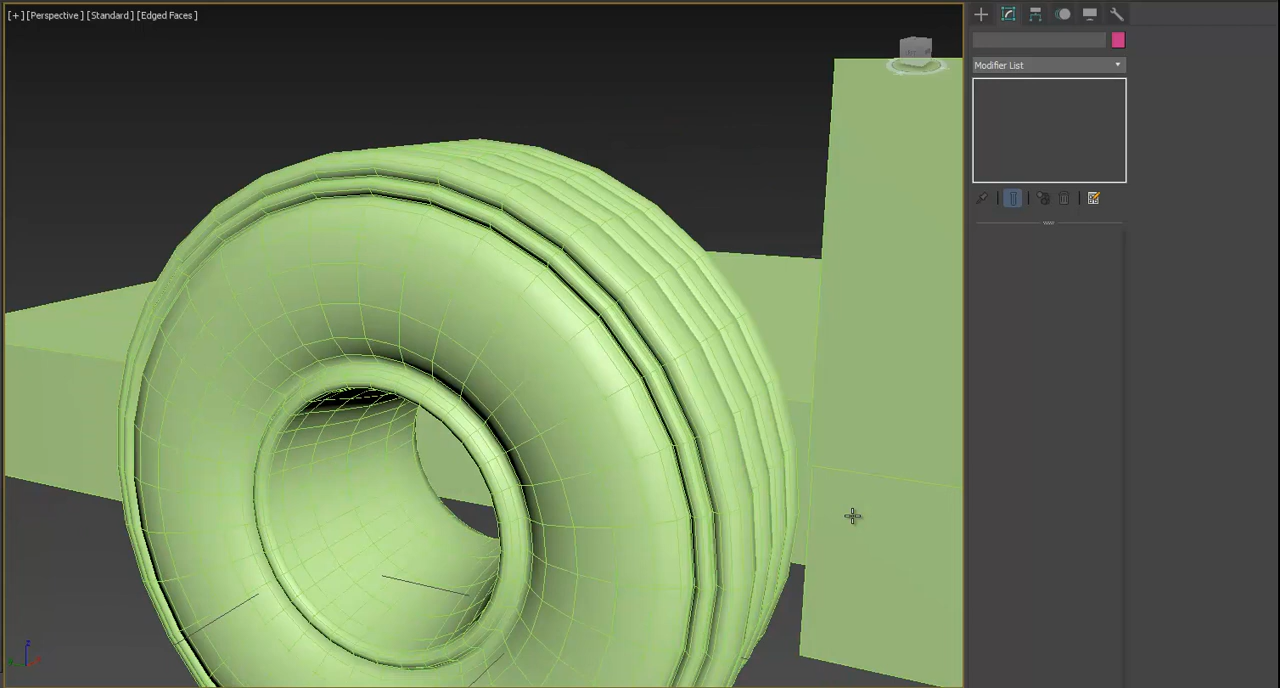 [+] [Perspective ] [Standard ] [Edged Faces ]
Modifier List